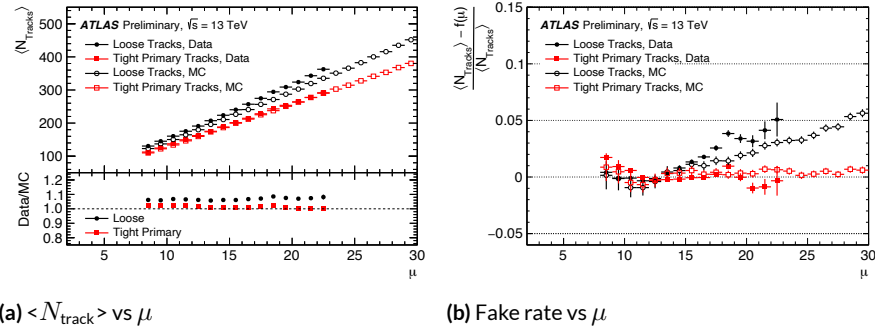 ATLAS Preliminary, √s = 13 TeV
Loose Tracks, Data
Tight Primary Tracks, Data
Loose Tracks, MC
Tight Primary Tracks, MC
⟨N_Tracks⟩
500
400
300
200
100
Data/MC
1.2
1.1
1.0
0.9
0.8
Loose
Tight Primary
5 10 15 20 25 30
μ
(a) <N_track> vs μ
ATLAS Preliminary, √s = 13 TeV
Loose Tracks, Data
Tight Primary Tracks, Data
Loose Tracks, MC
Tight Primary Tracks, MC
⟨N_Tracks⟩ − f(μ)
⟨N_Tracks⟩
0.15
0.1
0.05
0
−0.05
5 10 15 20 25 30
μ
(b) Fake rate vs μ